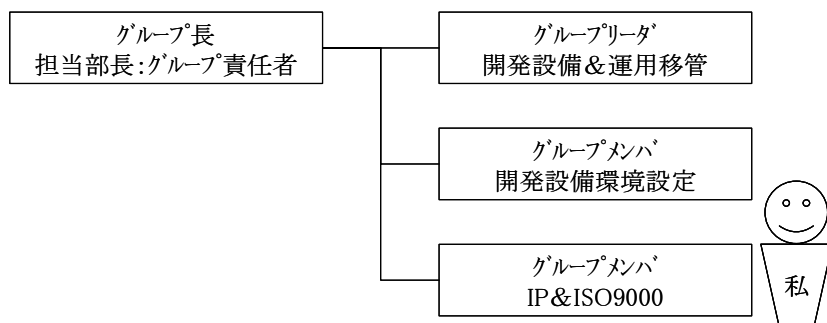 ｸﾞﾙｰﾌﾟ長
担当部長:ｸﾞﾙｰﾌﾟ責任者
ｸﾞﾙｰﾌﾟﾘｰﾀﾞ
開発設備＆運用移管
ｸﾞﾙｰﾌﾟﾒﾝﾊﾞ
開発設備環境設定
ｸﾞﾙｰﾌﾟﾒﾝﾊﾞ
IP&ISO9000
私